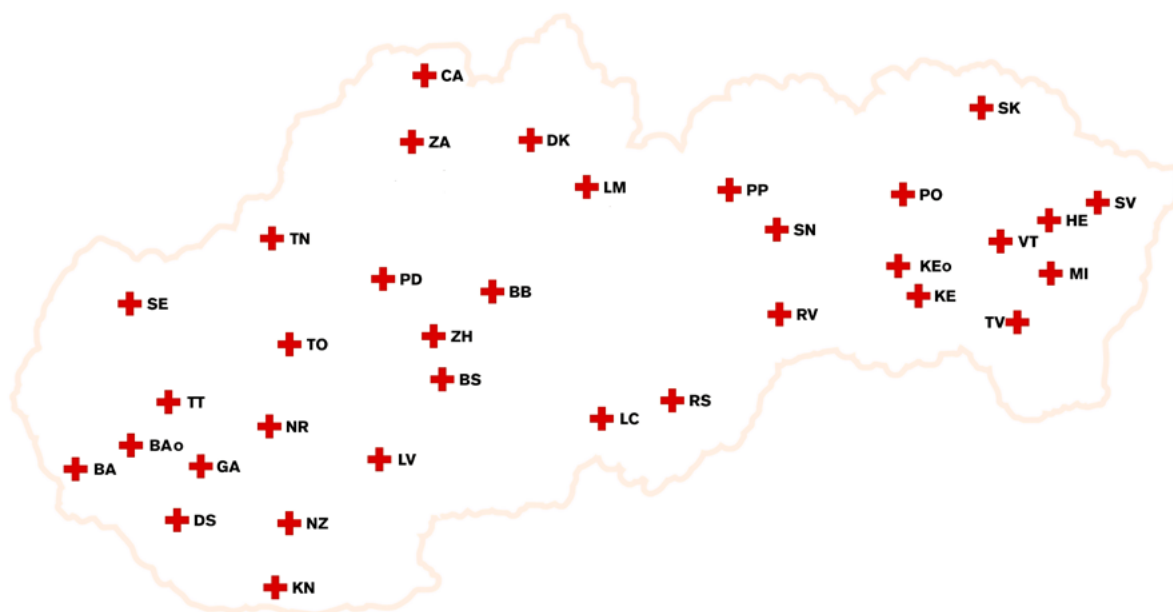 CA
SK
ZA
DK
LM
PP
PO
SV
HE
SN
TN
VT
KEo
MI
PD
BB
KE
SE
RV
TV
ZH
TO
BS
RS
TT
LC
NR
BAo
LV
GA
BA
DS
NZ
KN